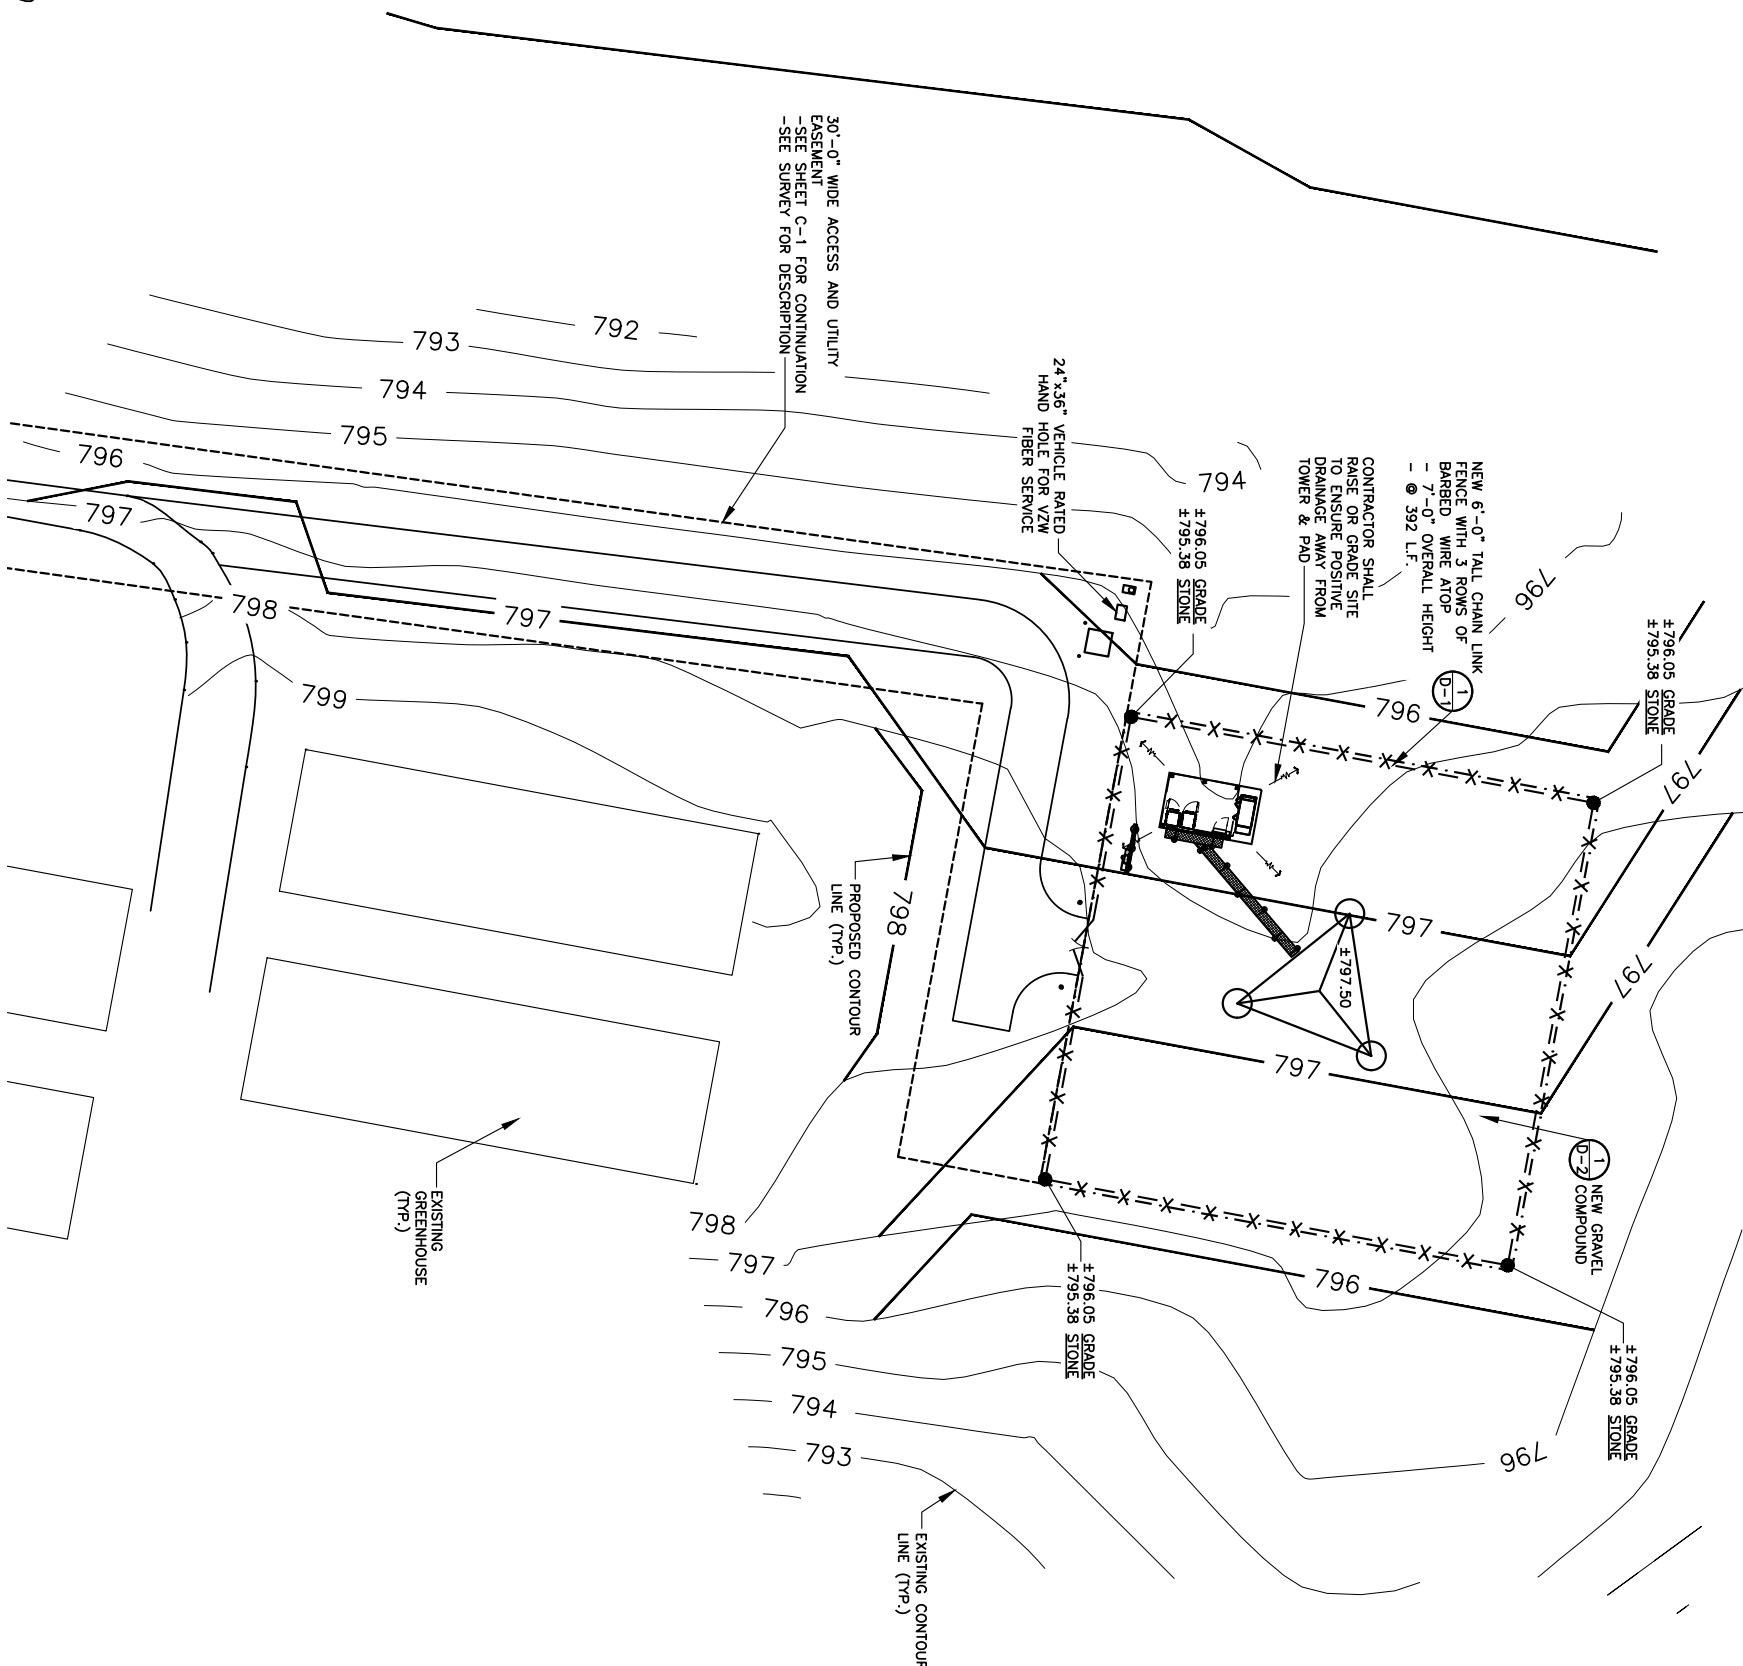 30'-0" WIDE ACCESS AND UTILITY
EASEMENT
-SEE SHEET C-1 FOR CONTINUATION
-SEE SURVEY FOR DESCRIPTION
24"x36" VEHICLE RATED
HAND HOLE FOR VZW
FIBER SERVICE
CONTRACTOR SHALL
RAISE OR GRADE SITE
TO ENSURE POSITIVE
DRAINAGE AWAY FROM
TOWER & PAD
NEW 6'-0" TALL CHAIN LINK
FENCE WITH 3 ROWS OF
BARBED WIRE ATOP
- 7'-0" OVERALL HEIGHT
- @ 392 L.F.
1
D-1
±796.05 GRADE
±795.38 STONE
±796.05 GRADE
±795.38 STONE
792
793
794
795
796
797
798
799
794
796
797
796
797
797
797
±797.50
797
798
PROPOSED CONTOUR
LINE (TYP.)
1
D-2
NEW GRAVEL
COMPOUND
EXISTING
GREENHOUSE
(TYP.)
±796.05 GRADE
±795.38 STONE
±796.05 GRADE
±795.38 STONE
796
796
798
797
796
795
794
793
EXISTING CONTOUR
LINE (TYP.)